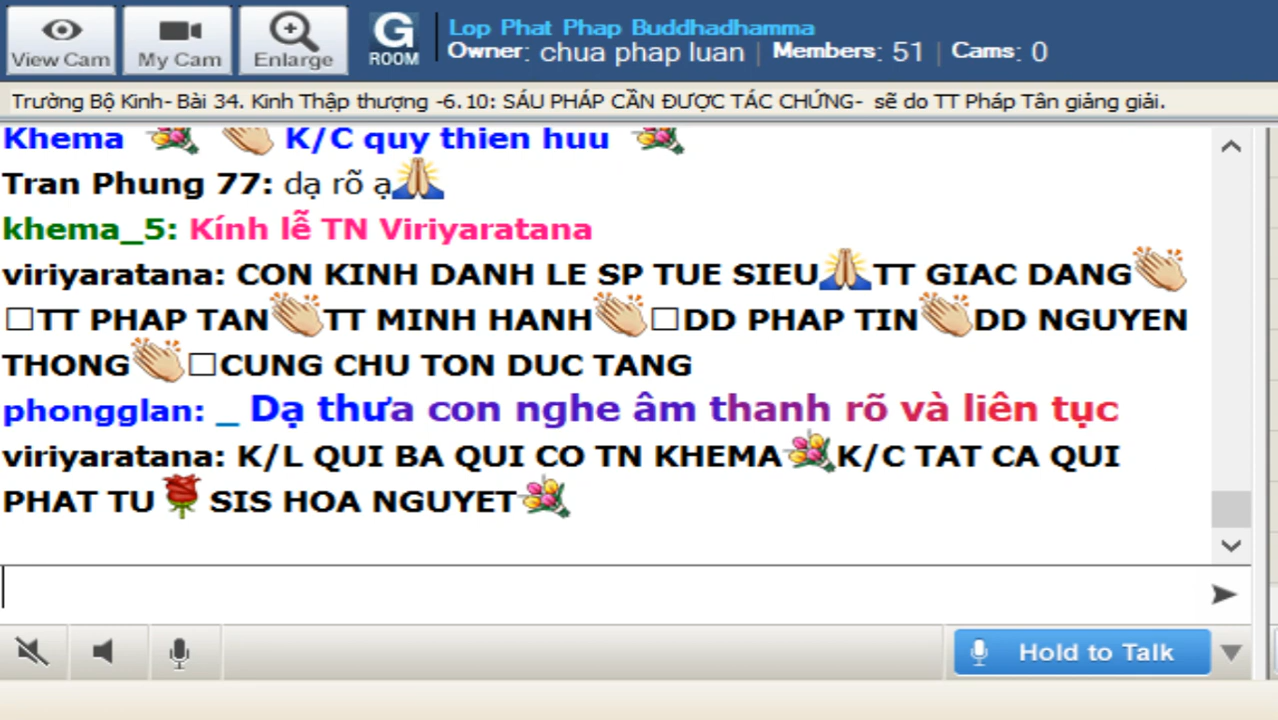 View Cam
My Cam
Enlarge
G ROOM
Lop Phat Phap Buddhadhamma
Owner: chua phap luan | Members: 51 | Cams: 0
Trường Bộ Kinh- Bài 34. Kinh Thập thượng -6.10: SÁU PHÁP CẦN ĐƯỢC TÁC CHỨNG- sẽ do TT Pháp Tân giảng giải.
Khema K/C quy thien huu
Tran Phung 77: dạ rõ ạ
khema_5: Kính lễ TN Viriyaratana
viriyaratana: CON KINH DANH LE SP TUE SIEU TT GIAC DANG
TT PHAP TAN TT MINH HANH DD PHAP TIN DD NGUYEN
THONG CUNG CHU TON DUC TANG
phongglan: _ Dạ thưa con nghe âm thanh rõ và liên tục
viriyaratana: K/L QUI BA QUI CO TN KHEMA K/C TAT CA QUI
PHAT TU SIS HOA NGUYET
Hold to Talk